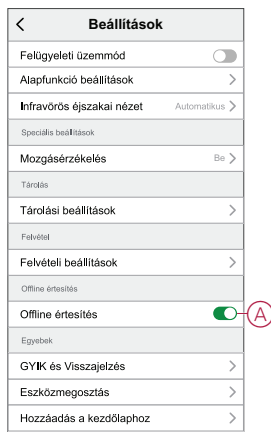 Beállítások
Felügyeleti üzemmód
Alapfunkció beállítások
Infravörös éjszakai nézet Automatikus
Speciális beállítások
Mozgásérzékelés Be
Tárolás
Tárolási beállítások
Felvétel
Felvételi beállítások
Offline értesítés
Offline értesítés A
Egyebek
GYIK és Visszajelzés
Eszközmegosztás
Hozzáadás a kezdőlaphoz